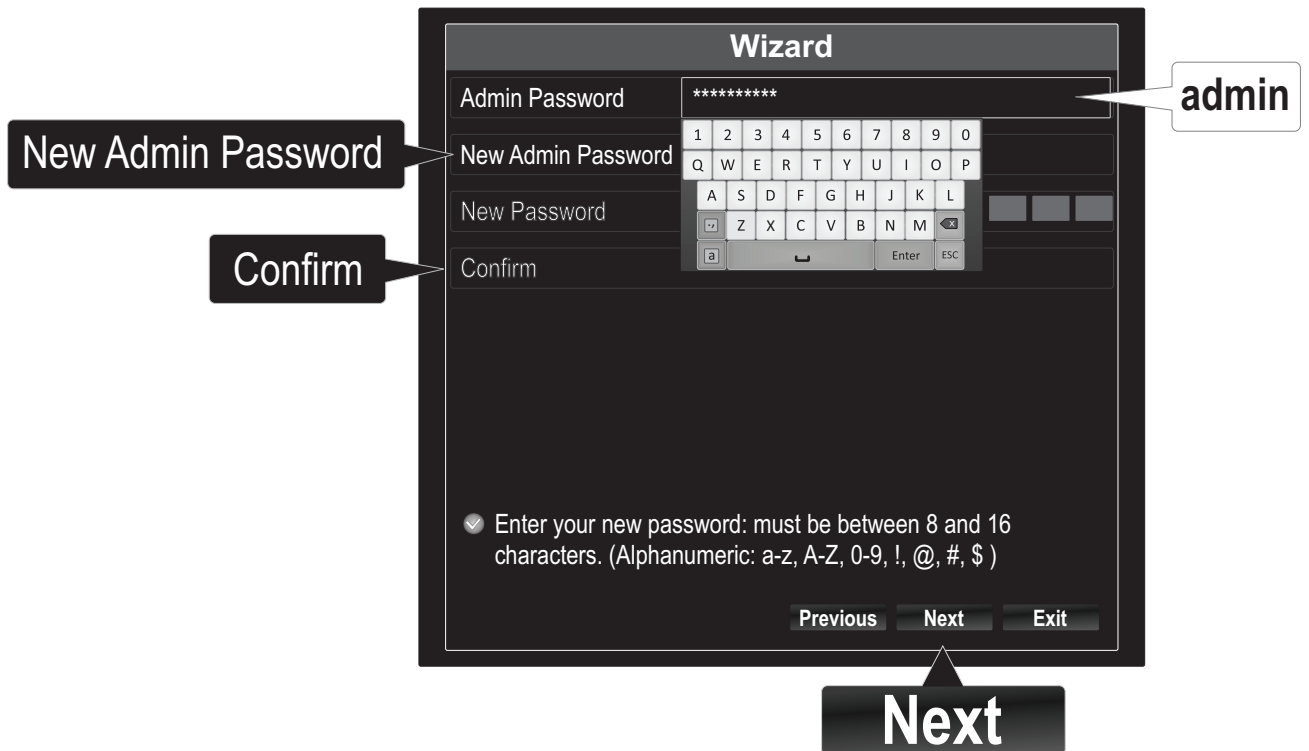 Wizard
Admin Password **********
admin
1 2 3 4 5 6 7 8 9 0
New Admin Password
New Admin Password
Q W E R T Y U I O P
A S D F G H J K L
New Password
Z X C V B N M
a Enter ESC
Confirm
Confirm
Enter your new password: must be between 8 and 16
characters. (Alphanumeric: a-z, A-Z, 0-9, !, @, #, $ )
Previous Next Exit
Next